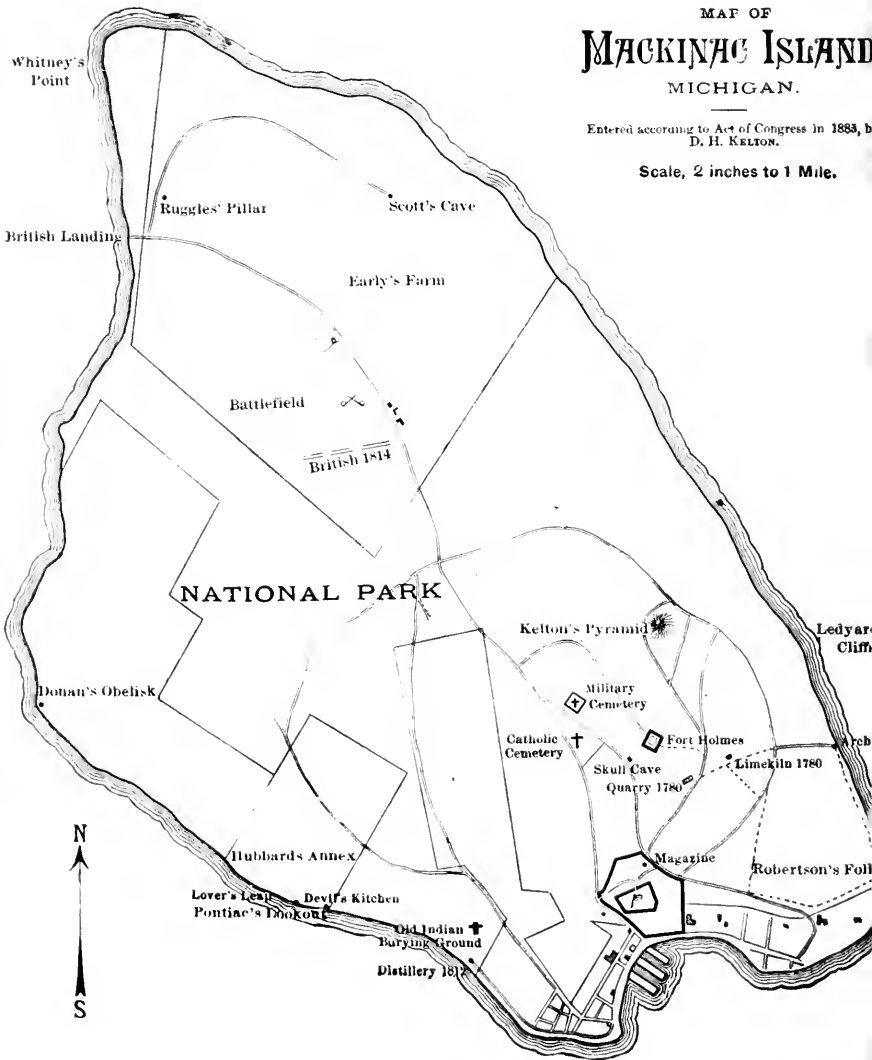 MAP OF
MACKINAC ISLAND
MICHIGAN.
Entered according to Act of Congress in 1883, b
D. H. KELTON.
Scale, 2 inches to 1 Mile.
Whitney's
Point
Ruggles' Pillar
Scott's Cave
British Landing
Early's Farm
Battlefield
British 1814
NATIONAL PARK
Kelton's Pyramid
Ledyard
Cliff
Donan's Obelisk
Military
Cemetery
Catholic
Cemetery
Fort Holmes
Arch
Skull Cave
Limekiln 1780
Quarry 1780
N
Hubbards Annex
Magazine
Robertson's Foll
Lover's Leap
Devil's Kitchen
Pontiac's Lookout
Old Indian
Burying Ground
Distillery 1812
S